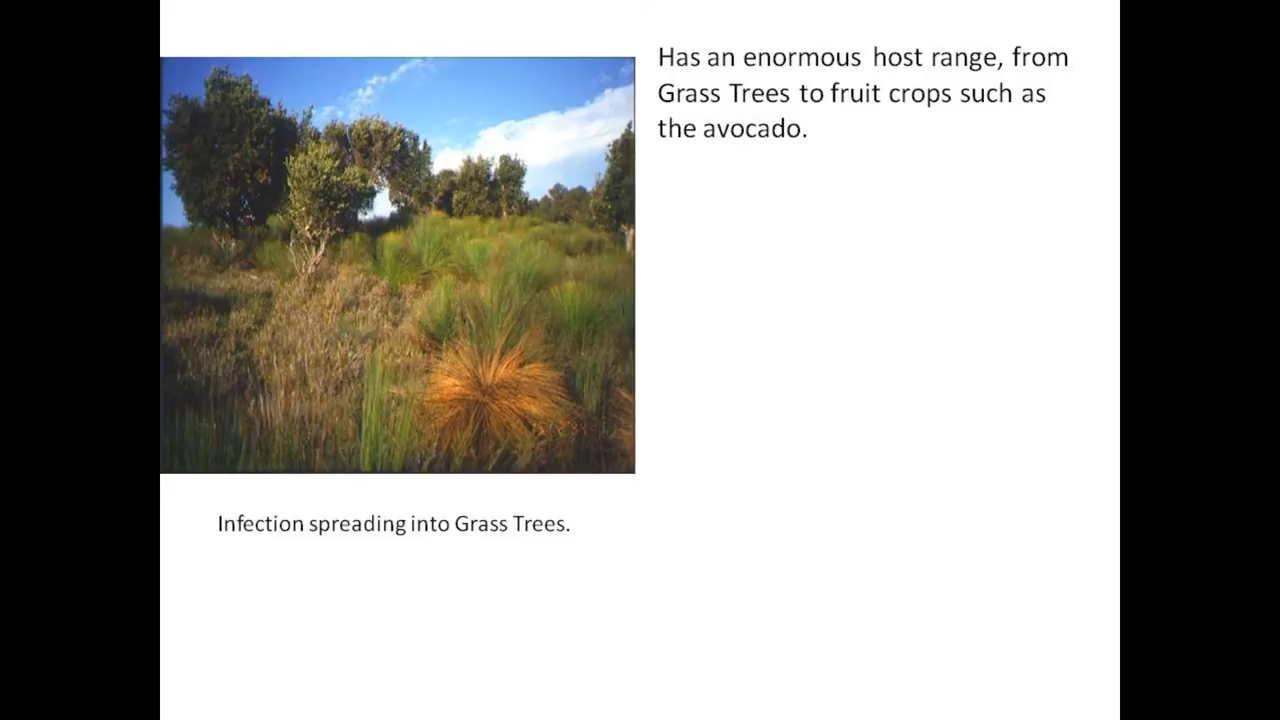 Has an enormous host range, from
Grass Trees to fruit crops such as
the avocado.
Infection spreading into Grass Trees.